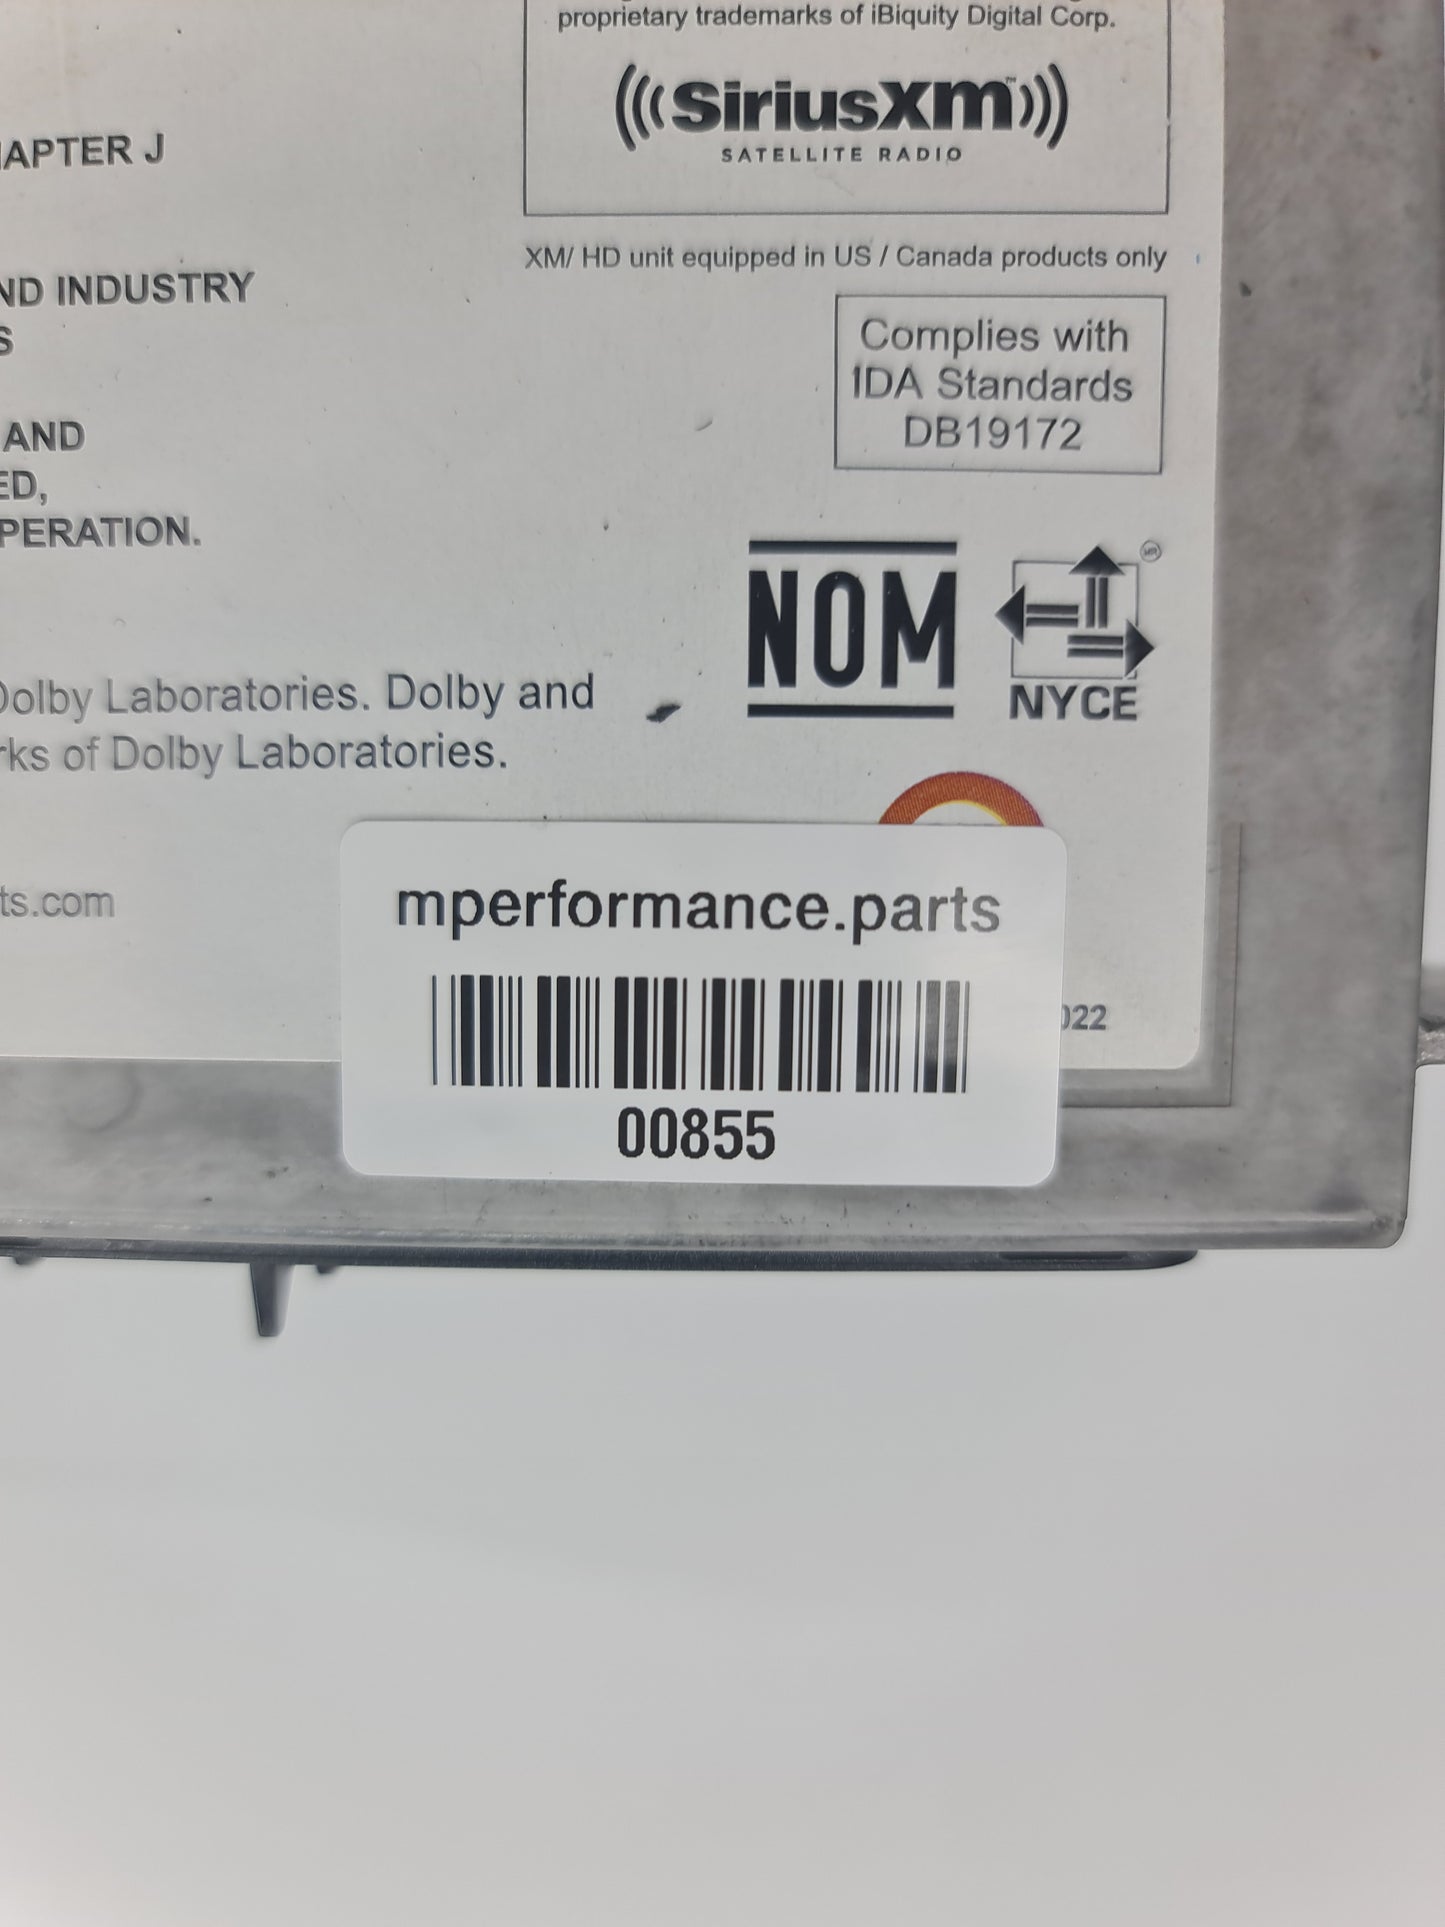 proprietary trademarks of iBiquity Digital Corp.
(((SiriusXM)))
SATELLITE RADIO
APTER J
XM/ HD unit equipped in US / Canada products only
ND INDUSTRY
S
Complies with
IDA Standards
DB19172
AND
ED,
PERATION.
NOM
NYCE
MR
Dolby Laboratories. Dolby and
rks of Dolby Laboratories.
ts.com
mperformance.parts
022
00855